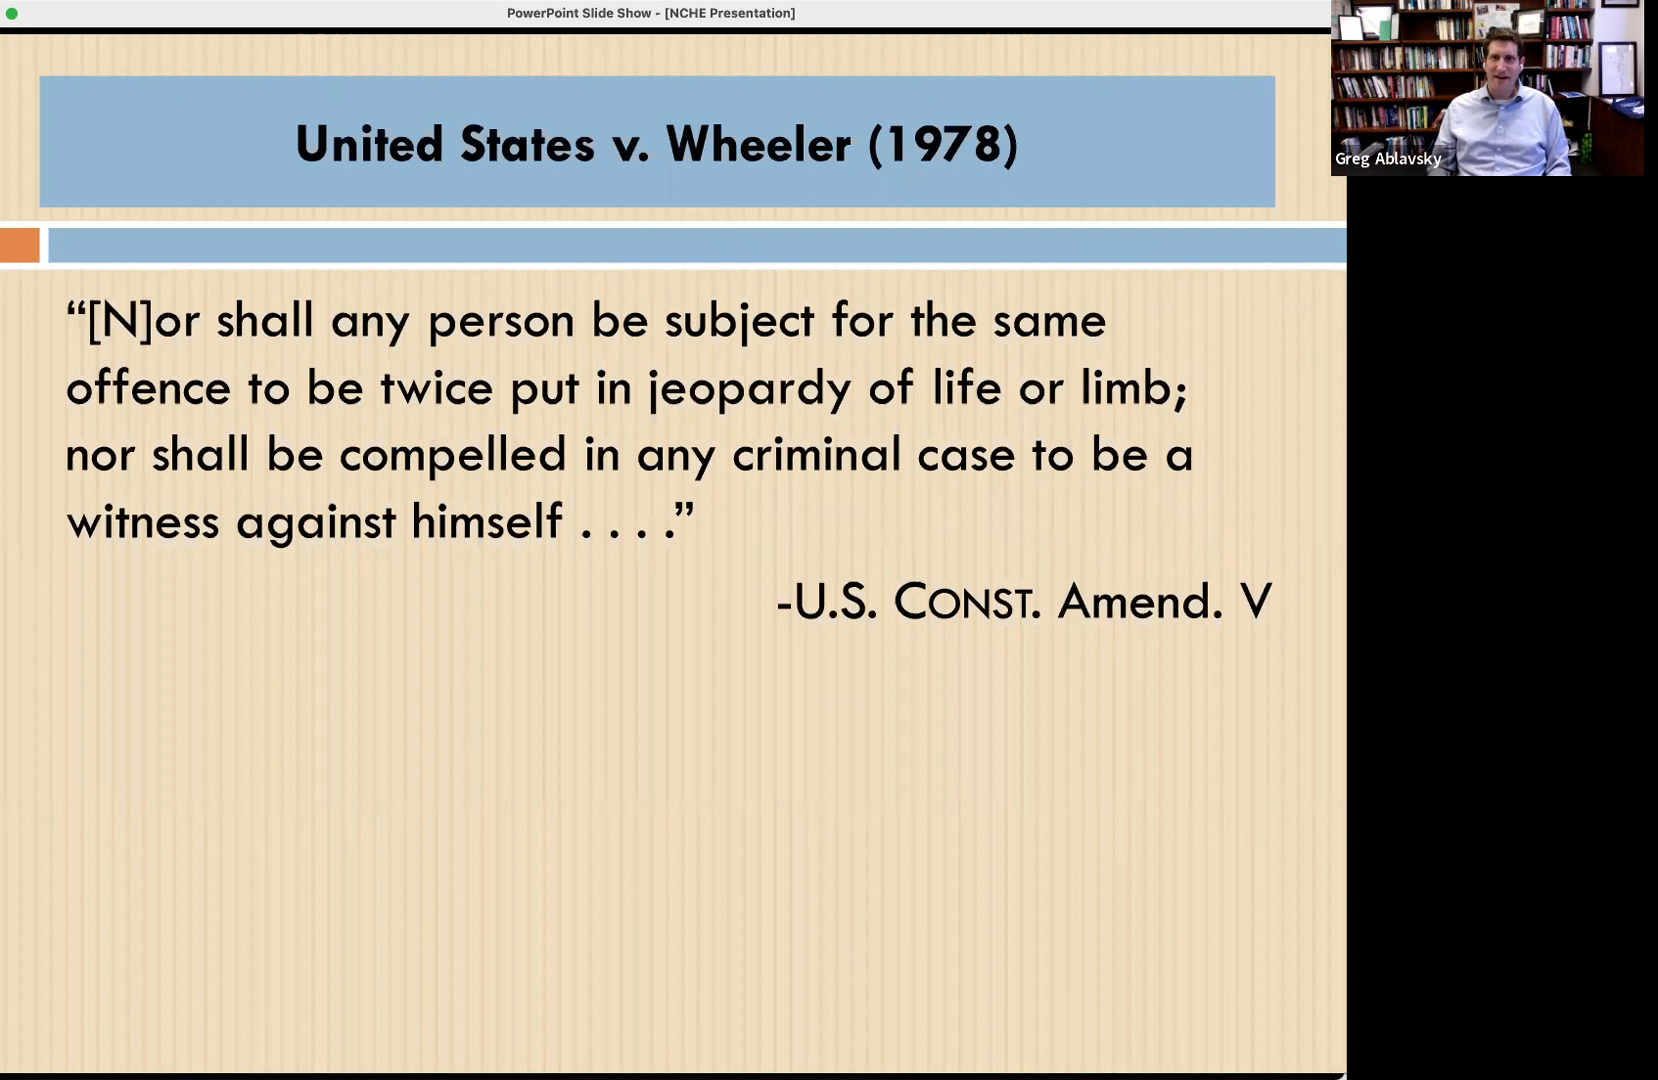 PowerPoint Slide Show - [NCHE Presentation]
United States v. Wheeler (1978)
“[N]or shall any person be subject for the same
offence to be twice put in jeopardy of life or limb;
nor shall be compelled in any criminal case to be a
witness against himself . . . .”
-U.S. CONST. Amend. V
Greg Ablavsky